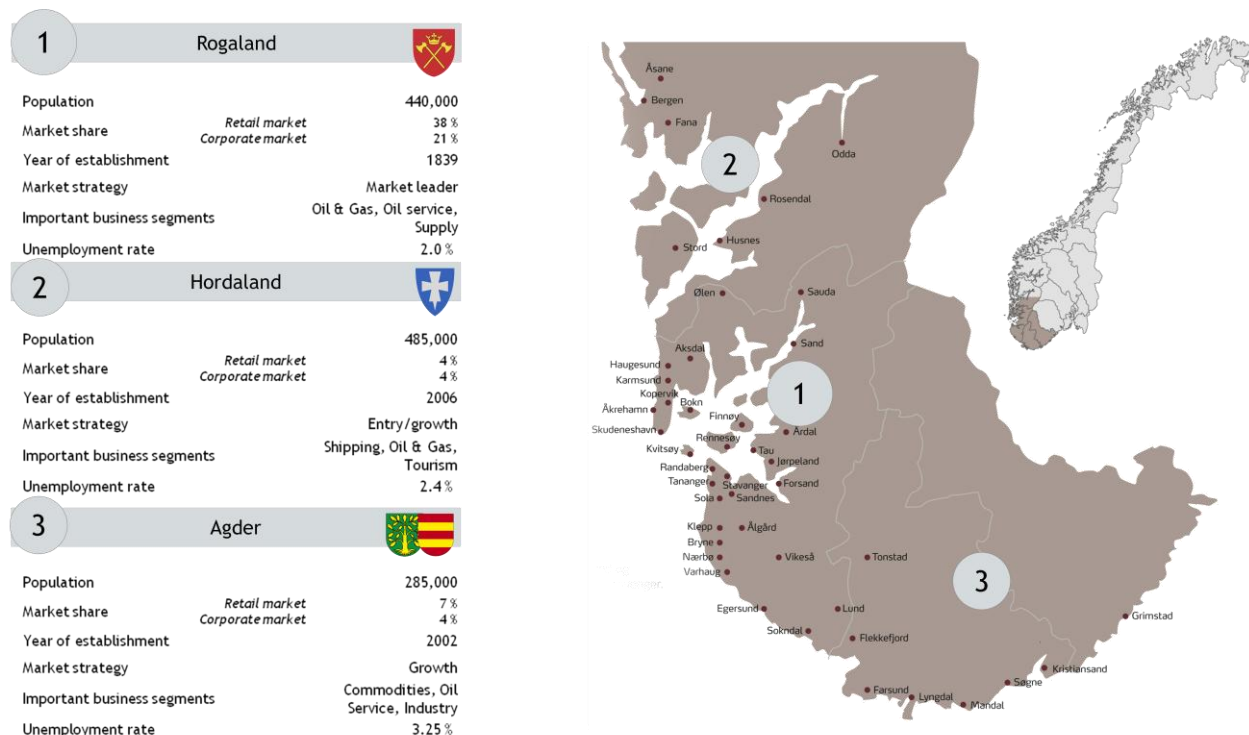 1
Rogaland
Population 440,000
Market share Retail market 38 %
Corporate market 21 %
Year of establishment 1839
Market strategy Market leader
Important business segments Oil & Gas, Oil service,
Supply
Unemployment rate 2.0 %
2
Hordaland
Population 485,000
Market share Retail market 4 %
Corporate market 4 %
Year of establishment 2006
Market strategy Entry/growth
Important business segments Shipping, Oil & Gas,
Tourism
Unemployment rate 2.4 %
3
Agder
Population 285,000
Market share Retail market 7 %
Corporate market 4 %
Year of establishment 2002
Market strategy Growth
Important business segments Commodities, Oil
Service, Industry
Unemployment rate 3.25 %
Åsane
Bergen
Fana
2
Odda
Rosendal
Husnes
Stord
Ølen
Sauda
Sand
Aksdal
Haugesund
Karmsund
Kopervik
Bokn
1
Åkrehamn
Finnøy
Skudeneshavn
Årdal
Rennesøy
Kvitsøy
Tau
Jørpeland
Randaberg
Tananger
Stavanger
Forsand
Sola
Sandnes
Klepp
Ålgård
Bryne
Nærbø
Vikeså
Tonstad
Varhaug
3
Egersund
Lund
Grimstad
Sokndal
Flekkefjord
Kristiansand
Søgne
Farsund
Lyngdal
Mandal